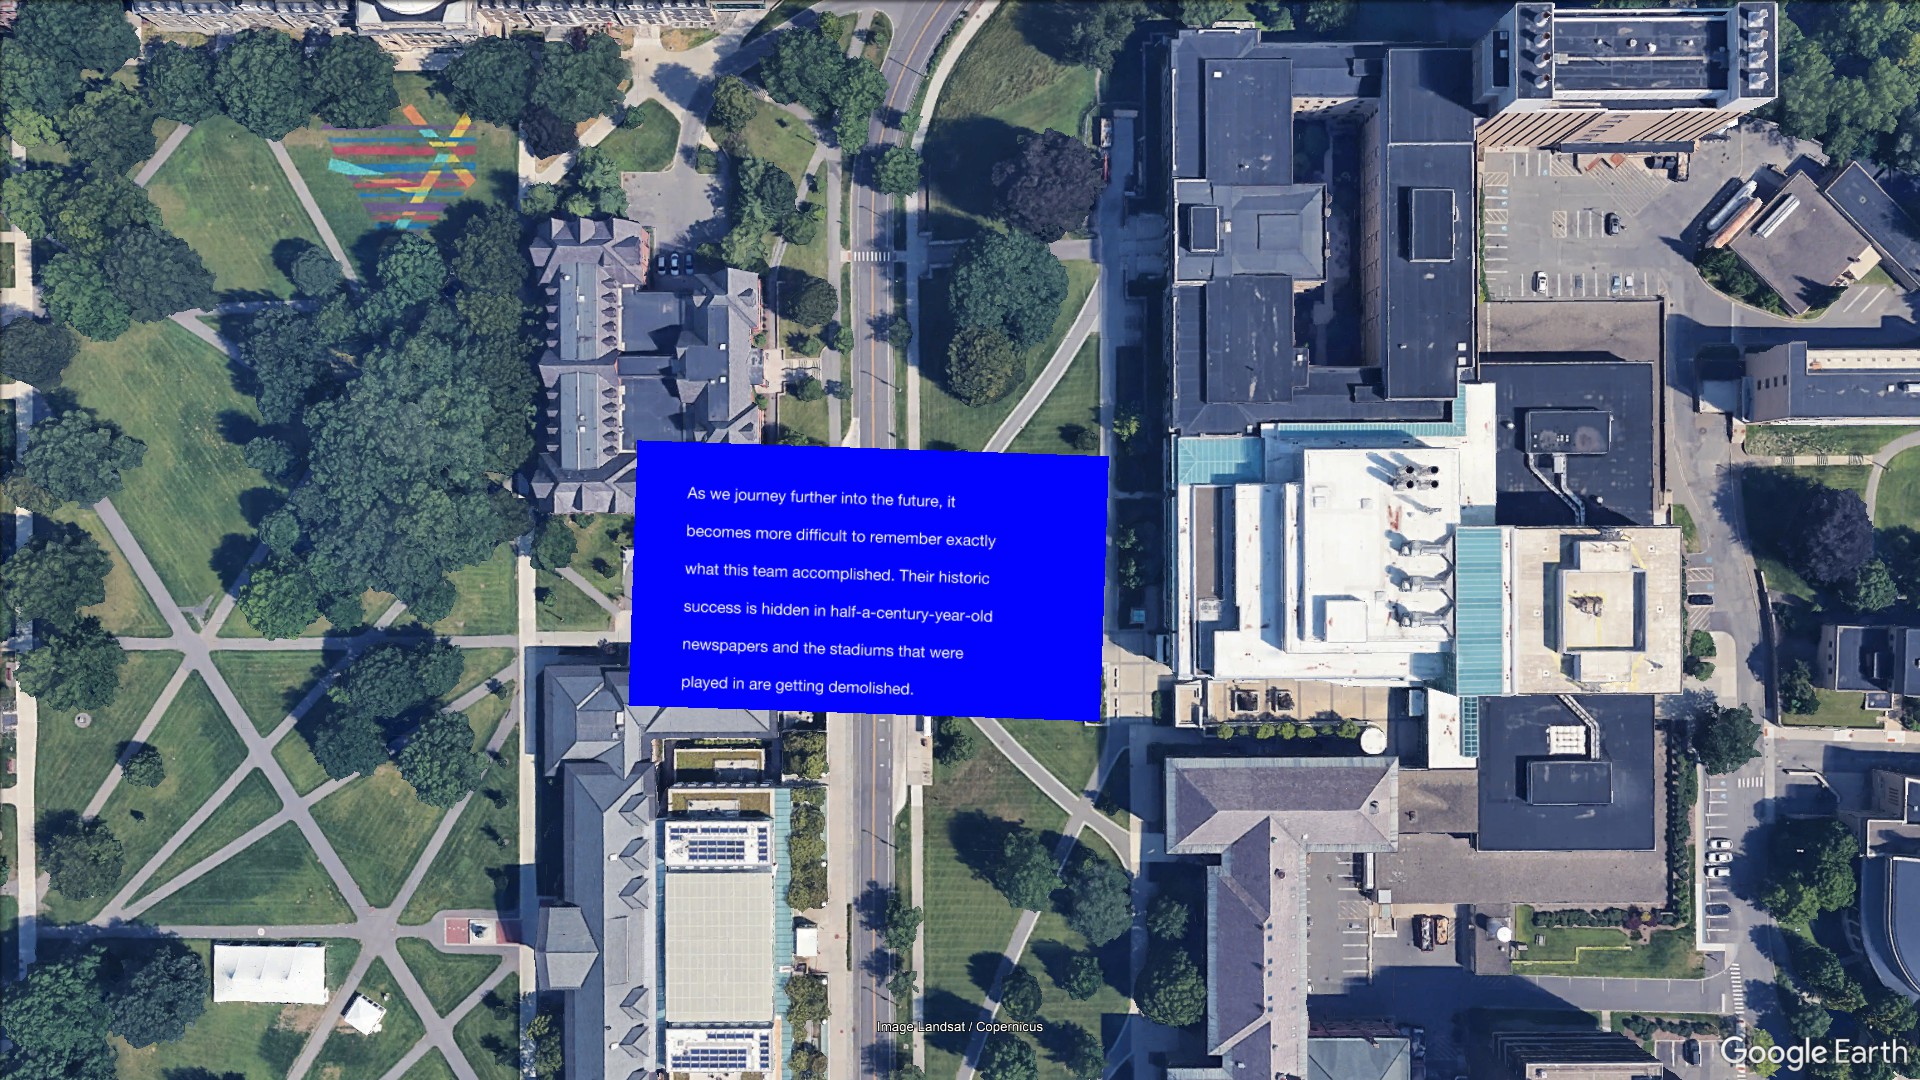 As we journey further into the future, it
becomes more difficult to remember exactly
what this team accomplished. Their historic
success is hidden in half-a-century-year-old
newspapers and the stadiums that were
played in are getting demolished.
Image Landsat / Copernicus
Google Earth